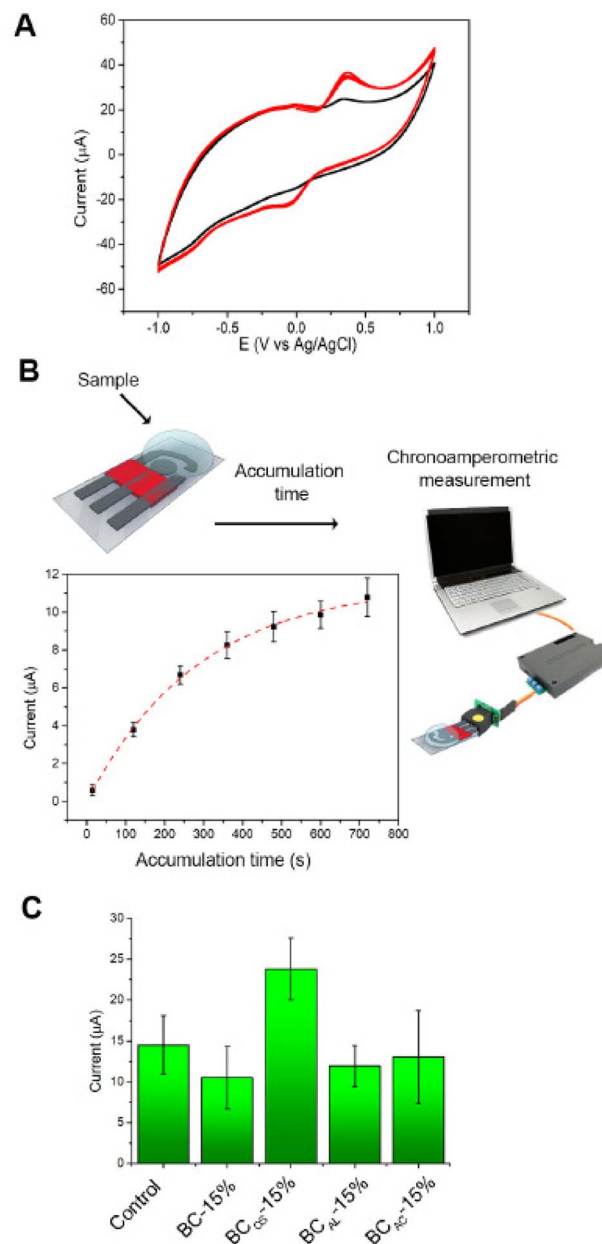 A
60
40
20
0
-20
-40
-60
Current (μA)
-1.0 -0.5 0.0 0.5 1.0
E (V vs Ag/AgCl)
B
Sample
Accumulation
time
Chronoamperometric
measurement
12
10
8
6
4
2
0
Current (μA)
0 100 200 300 400 500 600 700 800
Accumulation time (s)
C
30
25
20
15
10
5
0
Current (μA)
Control BC-15% BCOS-15% BCAL-15% BCAC-15%